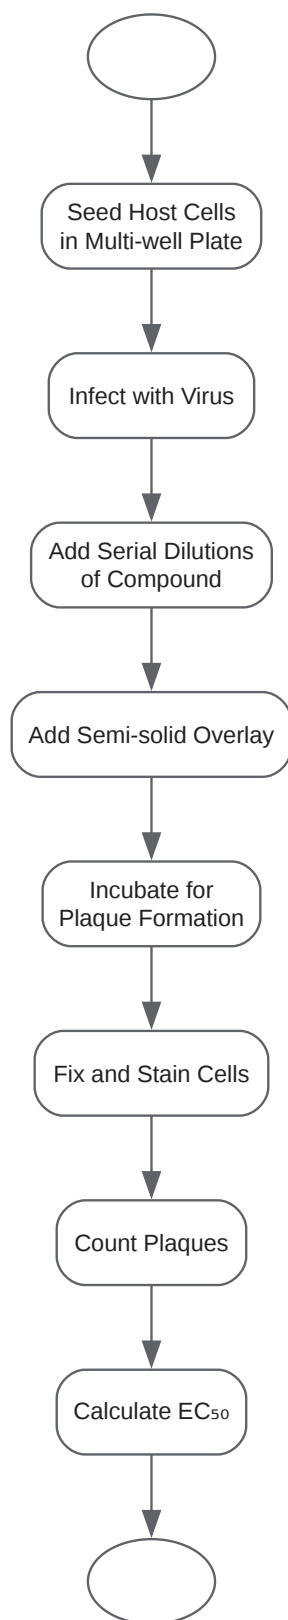 Seed Host Cells
in Multi-well Plate
Infect with Virus
Add Serial Dilutions
of Compound
Add Semi-solid Overlay
Incubate for
Plaque Formation
Fix and Stain Cells
Count Plaques
Calculate EC₅₀